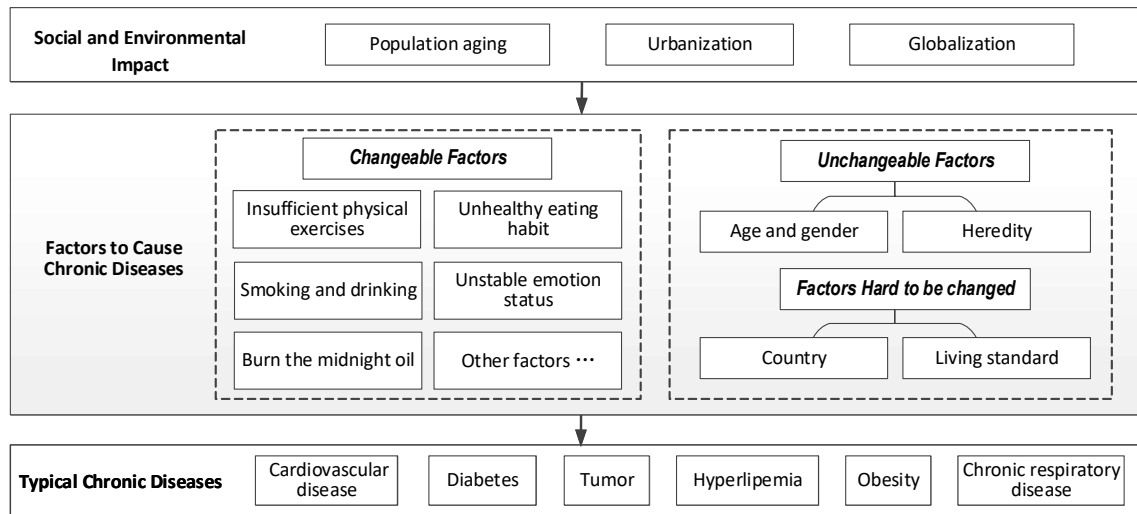 Social and Environmental
Impact
Population aging
Urbanization
Globalization
Factors to Cause
Chronic Diseases
Changeable Factors
Insufficient physical
exercises
Unhealthy eating
habit
Smoking and drinking
Unstable emotion
status
Burn the midnight oil
Other factors ···
Unchangeable Factors
Age and gender
Heredity
Factors Hard to be changed
Country
Living standard
Typical Chronic Diseases
Cardiovascular
disease
Diabetes
Tumor
Hyperlipemia
Obesity
Chronic respiratory
disease